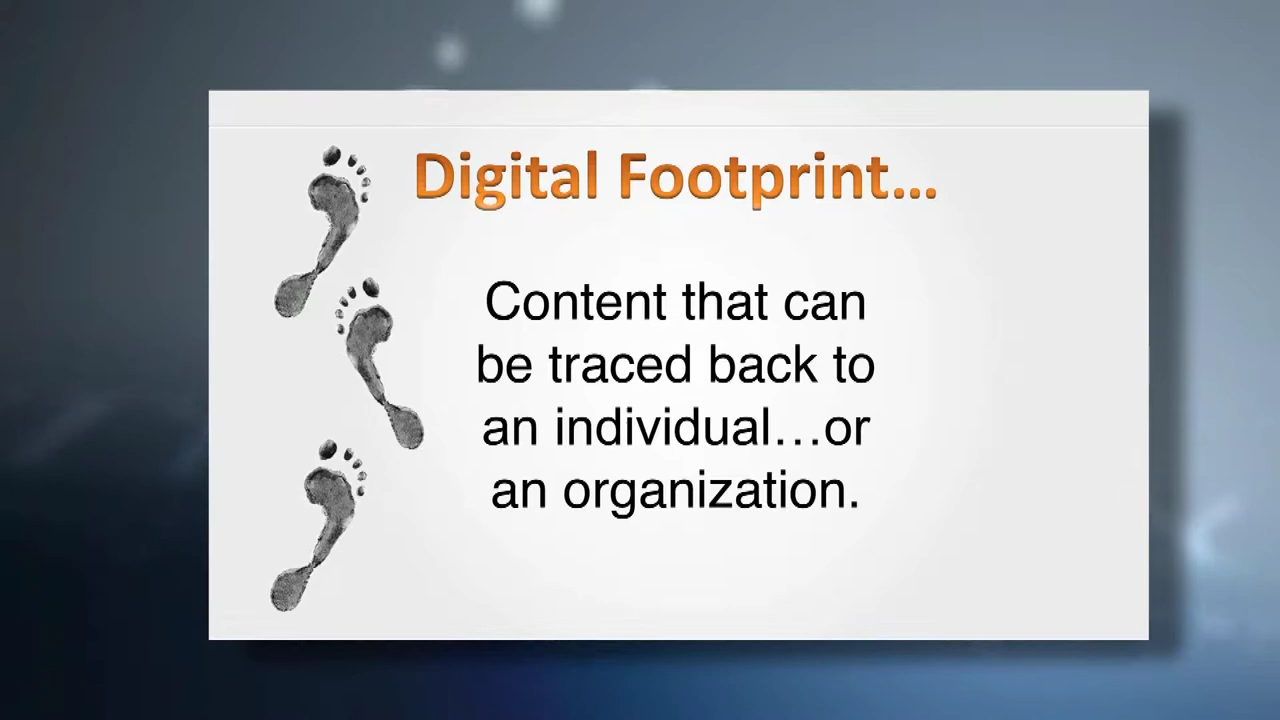 Digital Footprint...
Content that can
be traced back to
an individual...or
an organization.